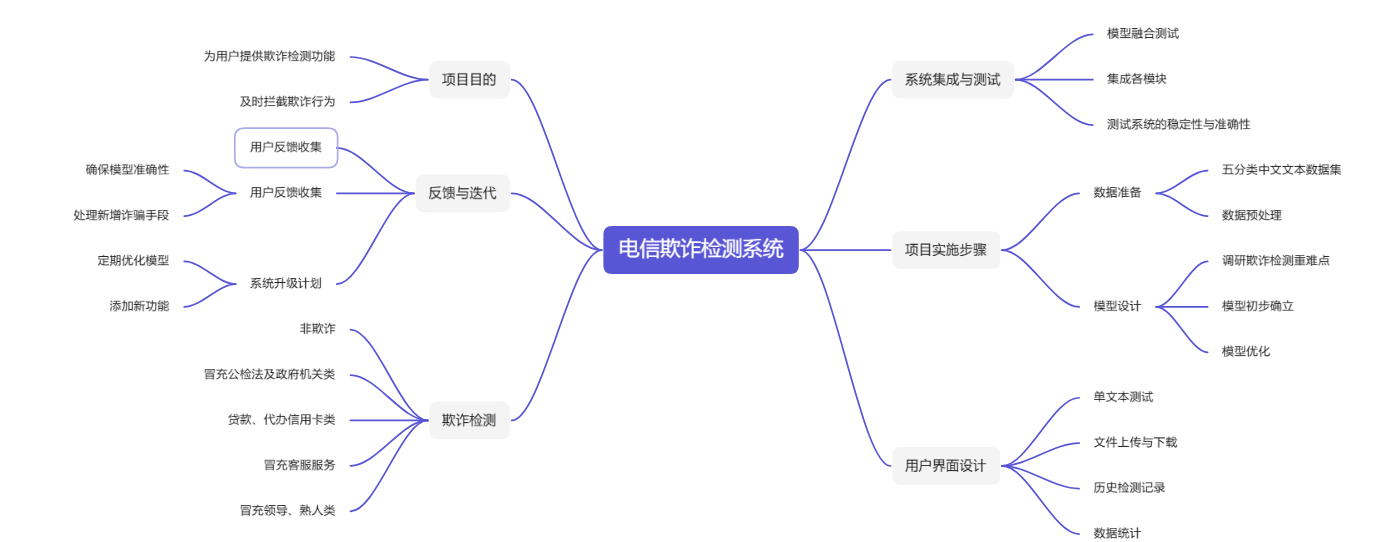 电信欺诈检测系统
项目目的
为用户提供欺诈检测功能
及时拦截欺诈行为
反馈与迭代
用户反馈收集
用户反馈收集
确保模型准确性
处理新增诈骗手段
系统升级计划
定期优化模型
添加新功能
欺诈检测
非欺诈
冒充公检法及政府机关类
贷款、代办信用卡类
冒充客服服务
冒充领导、熟人类
系统集成与测试
模型融合测试
集成各模块
测试系统的稳定性与准确性
项目实施步骤
数据准备
五分类中文文本数据集
数据预处理
模型设计
调研欺诈检测重难点
模型初步确立
模型优化
用户界面设计
单文本测试
文件上传与下载
历史检测记录
数据统计